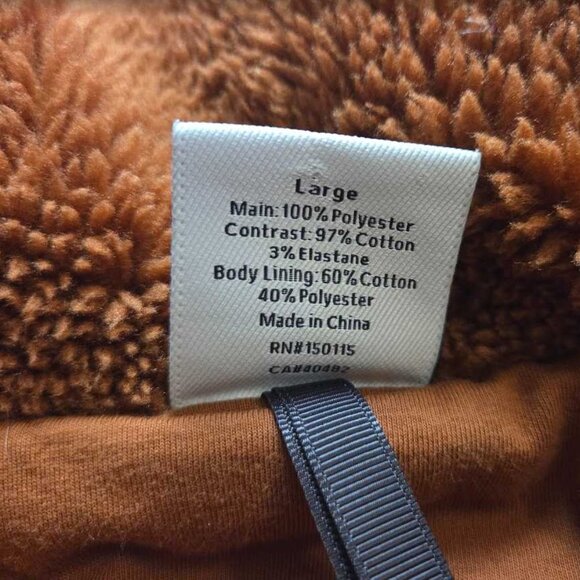 Large
Main: 100% Polyester
Contrast: 97% Cotton
3% Elastane
Body Lining: 60% Cotton
40% Polyester
Made in China
RN#150115
CA#40492